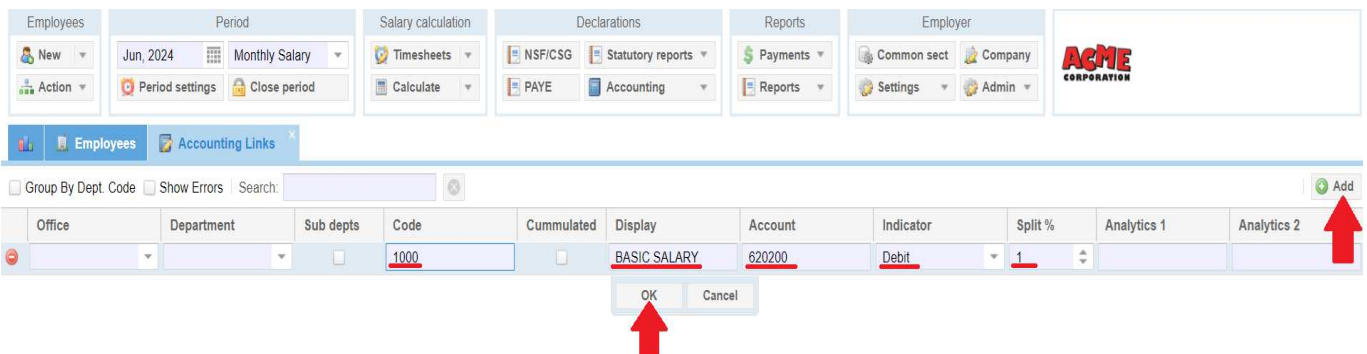 Employees Period Salary calculation Declarations Reports Employer
New Jun, 2024 Monthly Salary Timesheets NSF/CSG Statutory reports Payments Common sect Company
ACME
CORPORATION
Action Period settings Close period Calculate PAYE Accounting Reports Settings Admin
Employees Accounting Links
Group By Dept. Code Show Errors Search: Add
Office Department Sub depts Code Cummulated Display Account Indicator Split % Analytics 1 Analytics 2
1000 BASIC SALARY 620200 Debit 1
OK Cancel